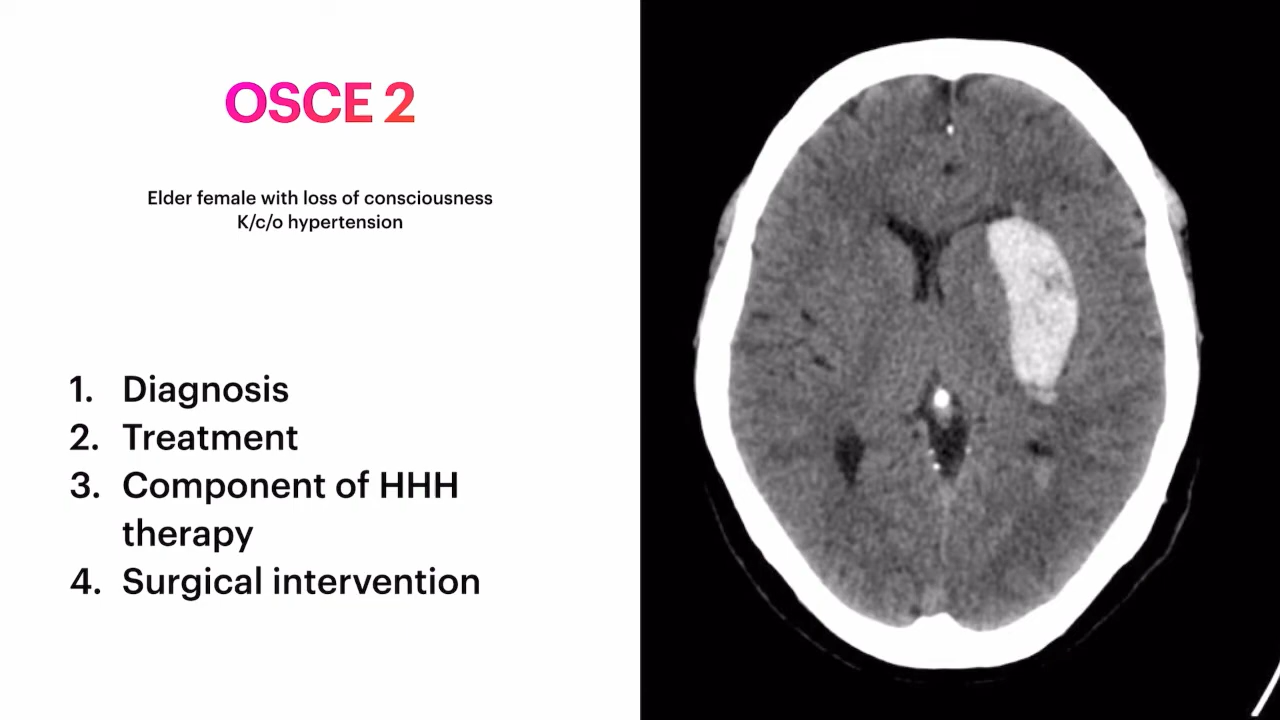 OSCE 2
Elder female with loss of consciousness
K/c/o hypertension
1. Diagnosis
2. Treatment
3. Component of HHH
therapy
4. Surgical intervention